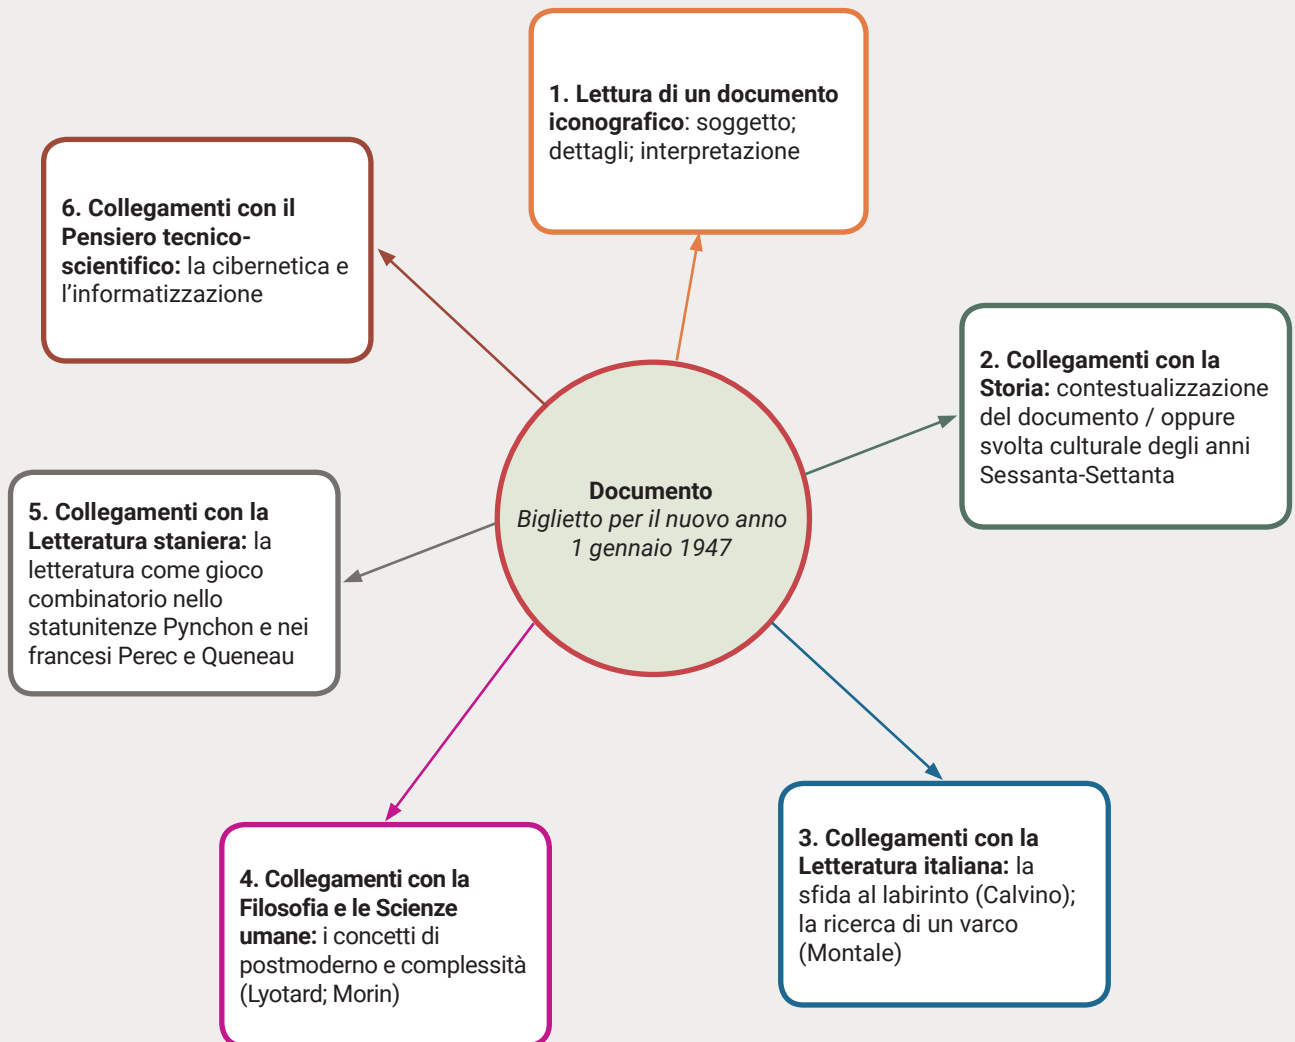 1. Lettura di un documento
iconografico: soggetto;
dettagli; interpretazione
6. Collegamenti con il
Pensiero tecnico-
scientifico: la cibernetica e
l'informatizzazione
2. Collegamenti con la
Storia: contestualizzazione
del documento / oppure
svolta culturale degli anni
Sessanta-Settanta
Documento
Biglietto per il nuovo anno
1 gennaio 1947
5. Collegamenti con la
Letteratura staniera: la
letteratura come gioco
combinatorio nello
statunitenze Pynchon e nei
francesi Perec e Queneau
4. Collegamenti con la
Filosofia e le Scienze
umane: i concetti di
postmoderno e complessità
(Lyotard; Morin)
3. Collegamenti con la
Letteratura italiana: la
sfida al labirinto (Calvino);
la ricerca di un varco
(Montale)